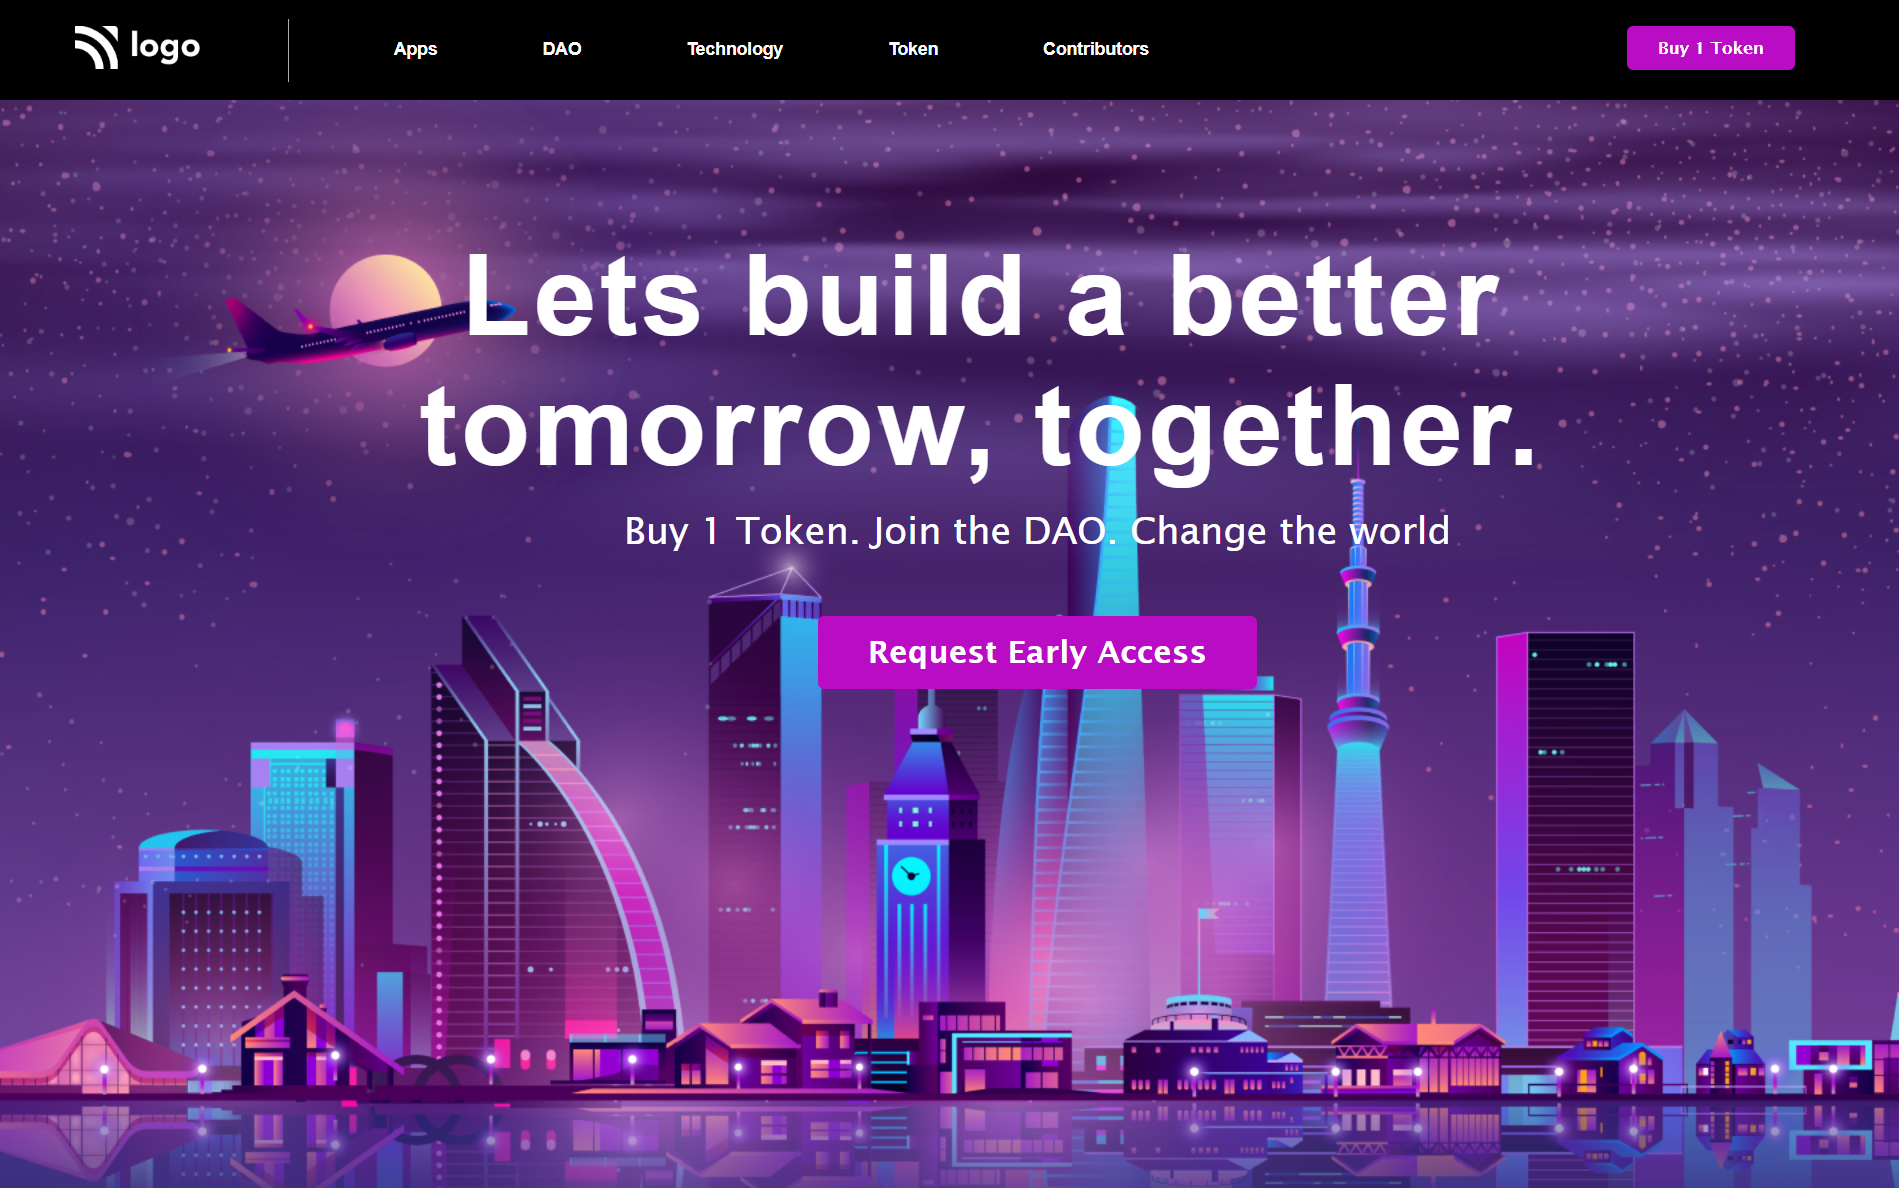 logo
Apps
DAO
Technology
Token
Contributors
Buy 1 Token
Lets build a better
tomorrow, together.
Buy 1 Token. Join the DAO. Change the world
Request Early Access